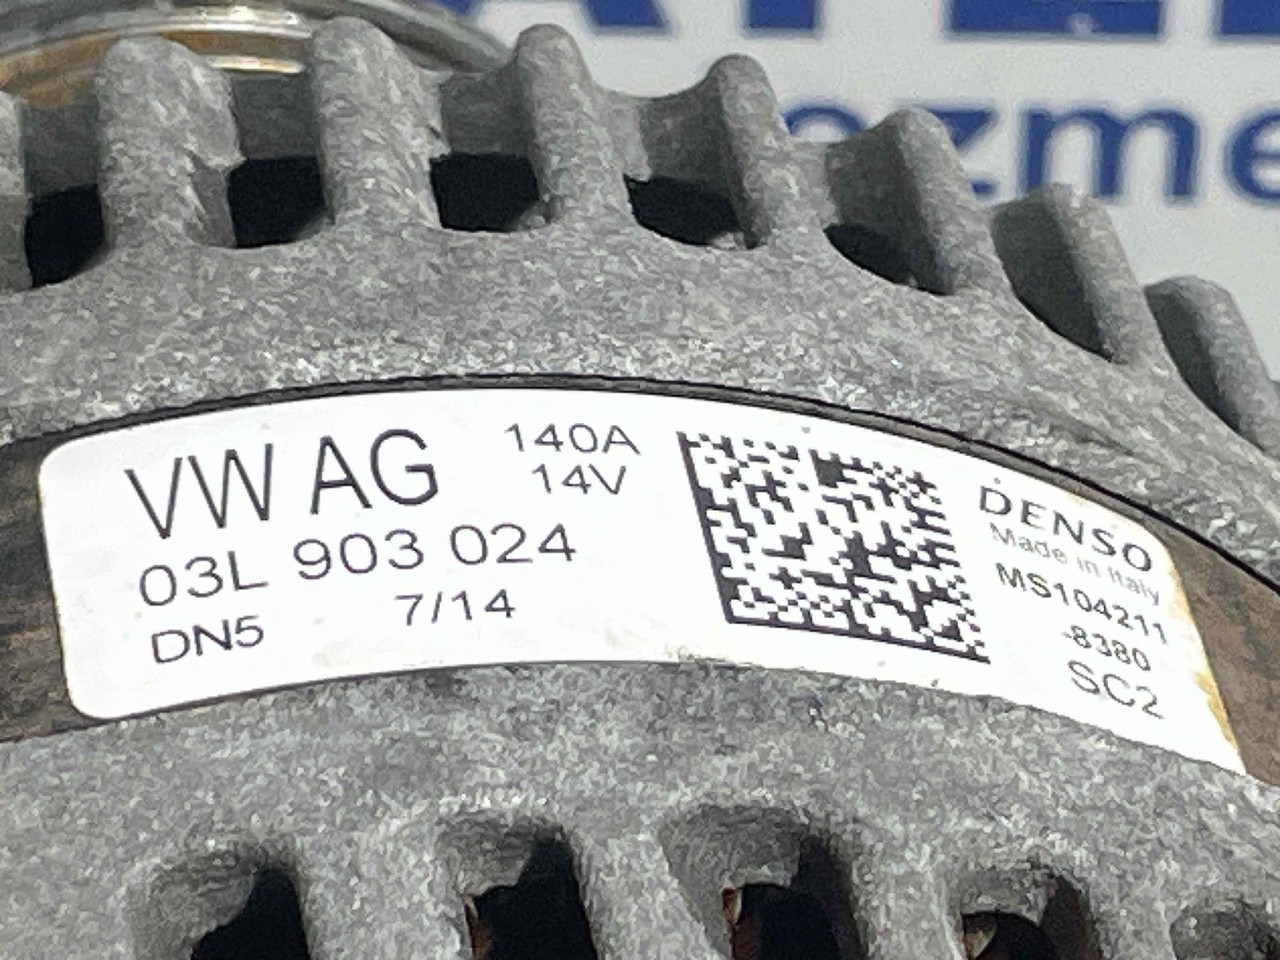 VW AG
140A
14V
03L 903 024
DN5 7/14
DENSO
Made in Italy
MS104211
-8380
SC2